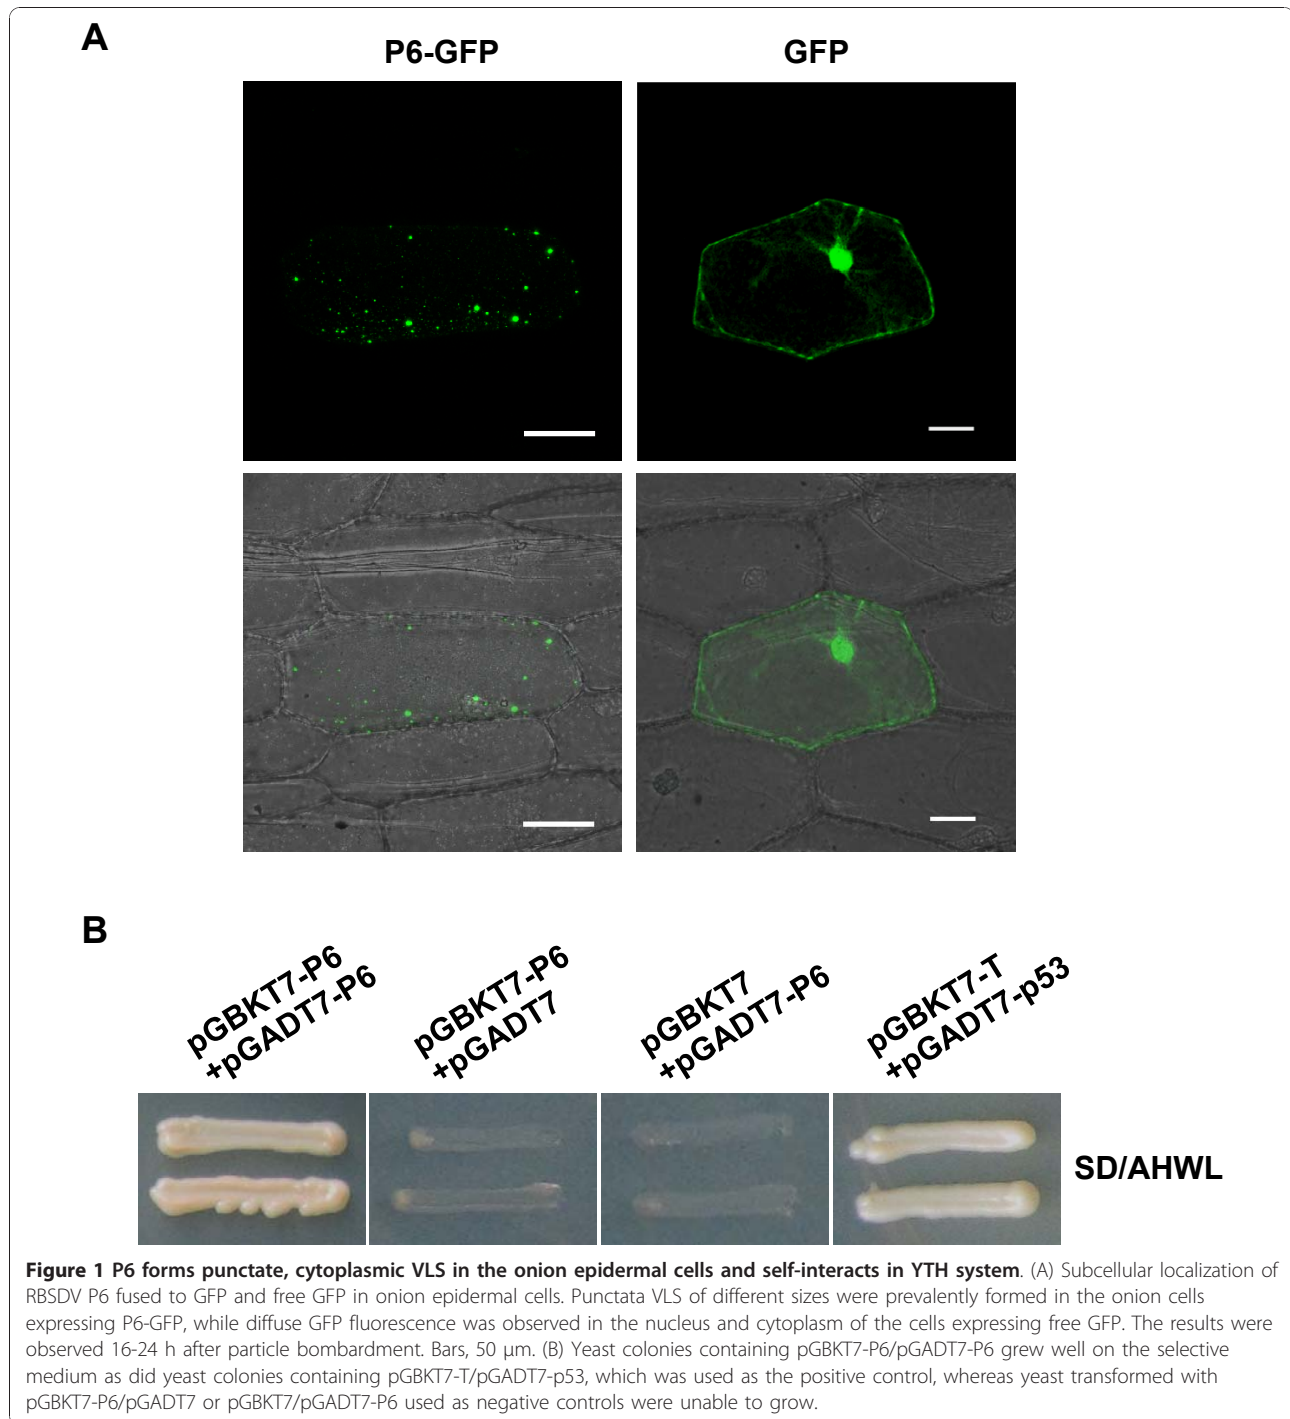 A
P6-GFP
GFP
B
pGBKT7-P6
+pGADT7-P6
pGBKT7-P6
+pGADT7
pGBKT7
+pGADT7-P6
pGBKT7-T
+pGADT7-p53
SD/AHWL
Figure 1 P6 forms punctate, cytoplasmic VLS in the onion epidermal cells and self-interacts in YTH system. (A) Subcellular localization of
RBSDV P6 fused to GFP and free GFP in onion epidermal cells. Punctata VLS of different sizes were prevalently formed in the onion cells
expressing P6-GFP, while diffuse GFP fluorescence was observed in the nucleus and cytoplasm of the cells expressing free GFP. The results were
observed 16-24 h after particle bombardment. Bars, 50 μm. (B) Yeast colonies containing pGBKT7-P6/pGADT7-P6 grew well on the selective
medium as did yeast colonies containing pGBKT7-T/pGADT7-p53, which was used as the positive control, whereas yeast transformed with
pGBKT7-P6/pGADT7 or pGBKT7/pGADT7-P6 used as negative controls were unable to grow.